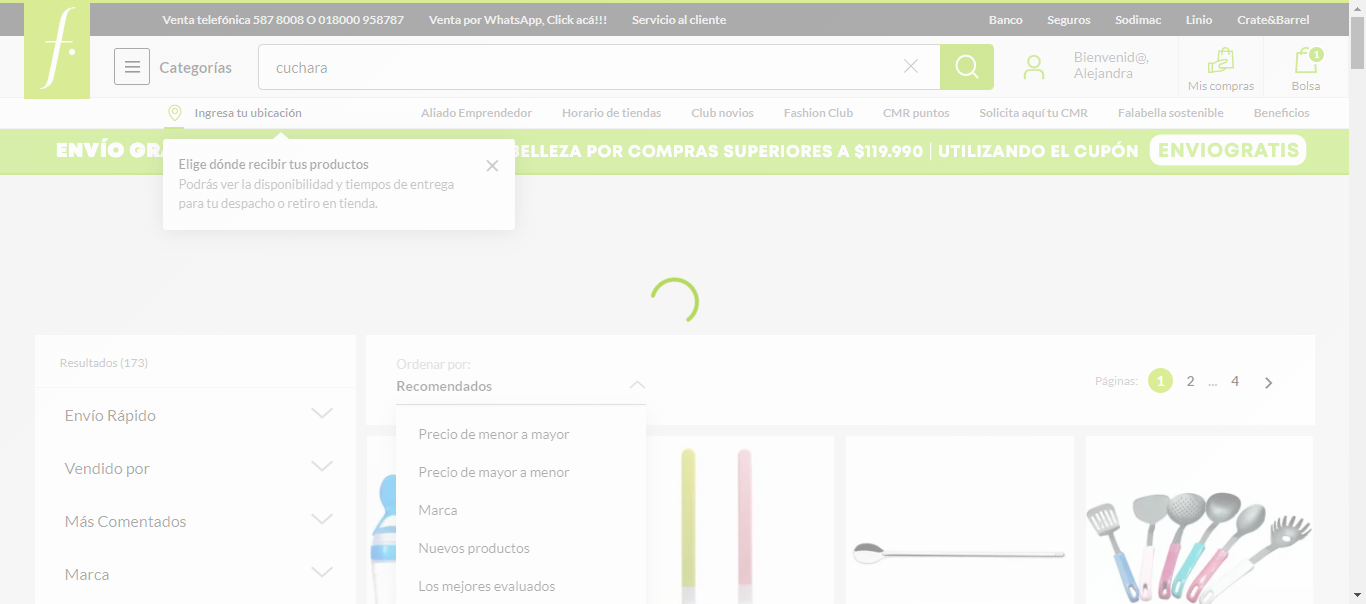 Venta telefónica 587 8008 O 018000 958787 Venta por WhatsApp, Click acá!!! Servicio al cliente Banco Seguros Sodimac Linio Crate&Barrel
f.
Categorías cuchara Bienvenid@,
Alejandra
Mis compras
1
Bolsa
Ingresa tu ubicación Aliado Emprendedor Horario de tiendas Club novios Fashion Club CMR puntos Solicita aquí tu CMR Falabella sostenible Beneficios
ENVÍO GRA BELLEZA POR COMPRAS SUPERIORES A $119.990 | UTILIZANDO EL CUPÓN ENVIOGRATIS
Elige dónde recibir tus productos
Podrás ver la disponibilidad y tiempos de entrega
para tu despacho o retiro en tienda.
Resultados (173)
Envío Rápido
Vendido por
Más Comentados
Marca
Ordenar por:
Recomendados
Páginas: 1 2 ... 4
Precio de menor a mayor
Precio de mayor a menor
Marca
Nuevos productos
Los mejores evaluados